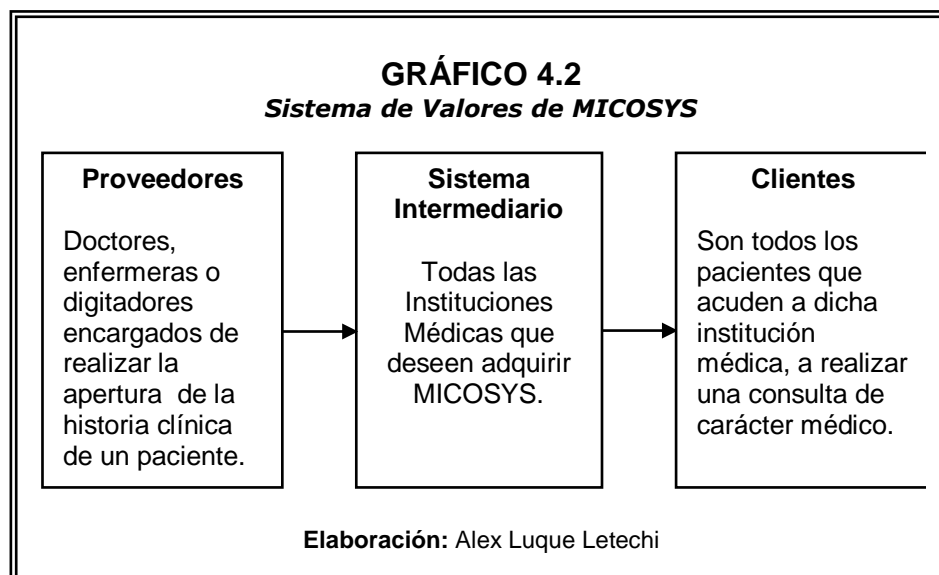 GRÁFICO 4.2
Sistema de Valores de MICOSYS
Proveedores
Doctores,
enfermeras o
digitadores
encargados de
realizar la
apertura de la
historia clínica
de un paciente.
Sistema
Intermediario
Todas las
Instituciones
Médicas que
deseen adquirir
MICOSYS.
Clientes
Son todos los
pacientes que
acuden a dicha
institución
médica, a realizar
una consulta de
carácter médico.
Elaboración: Alex Luque Letechi